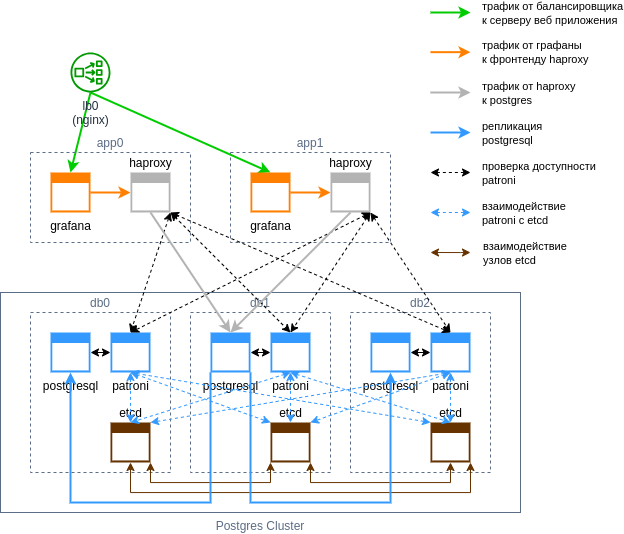 трафик от балансировщика
к серверу веб приложения
трафик от графаны
к фронтенду haproxy
трафик от haproxy
к postgres
репликация
postgresql
проверка доступности
patroni
взаимодействие
patroni с etcd
взаимодействие
узлов etcd
lb0
(nginx)
app0
app1
haproxy
haproxy
grafana
grafana
db0
db1
db2
postgresql
patroni
postgresql
patroni
postgresql
patroni
etcd
etcd
etcd
Postgres Cluster